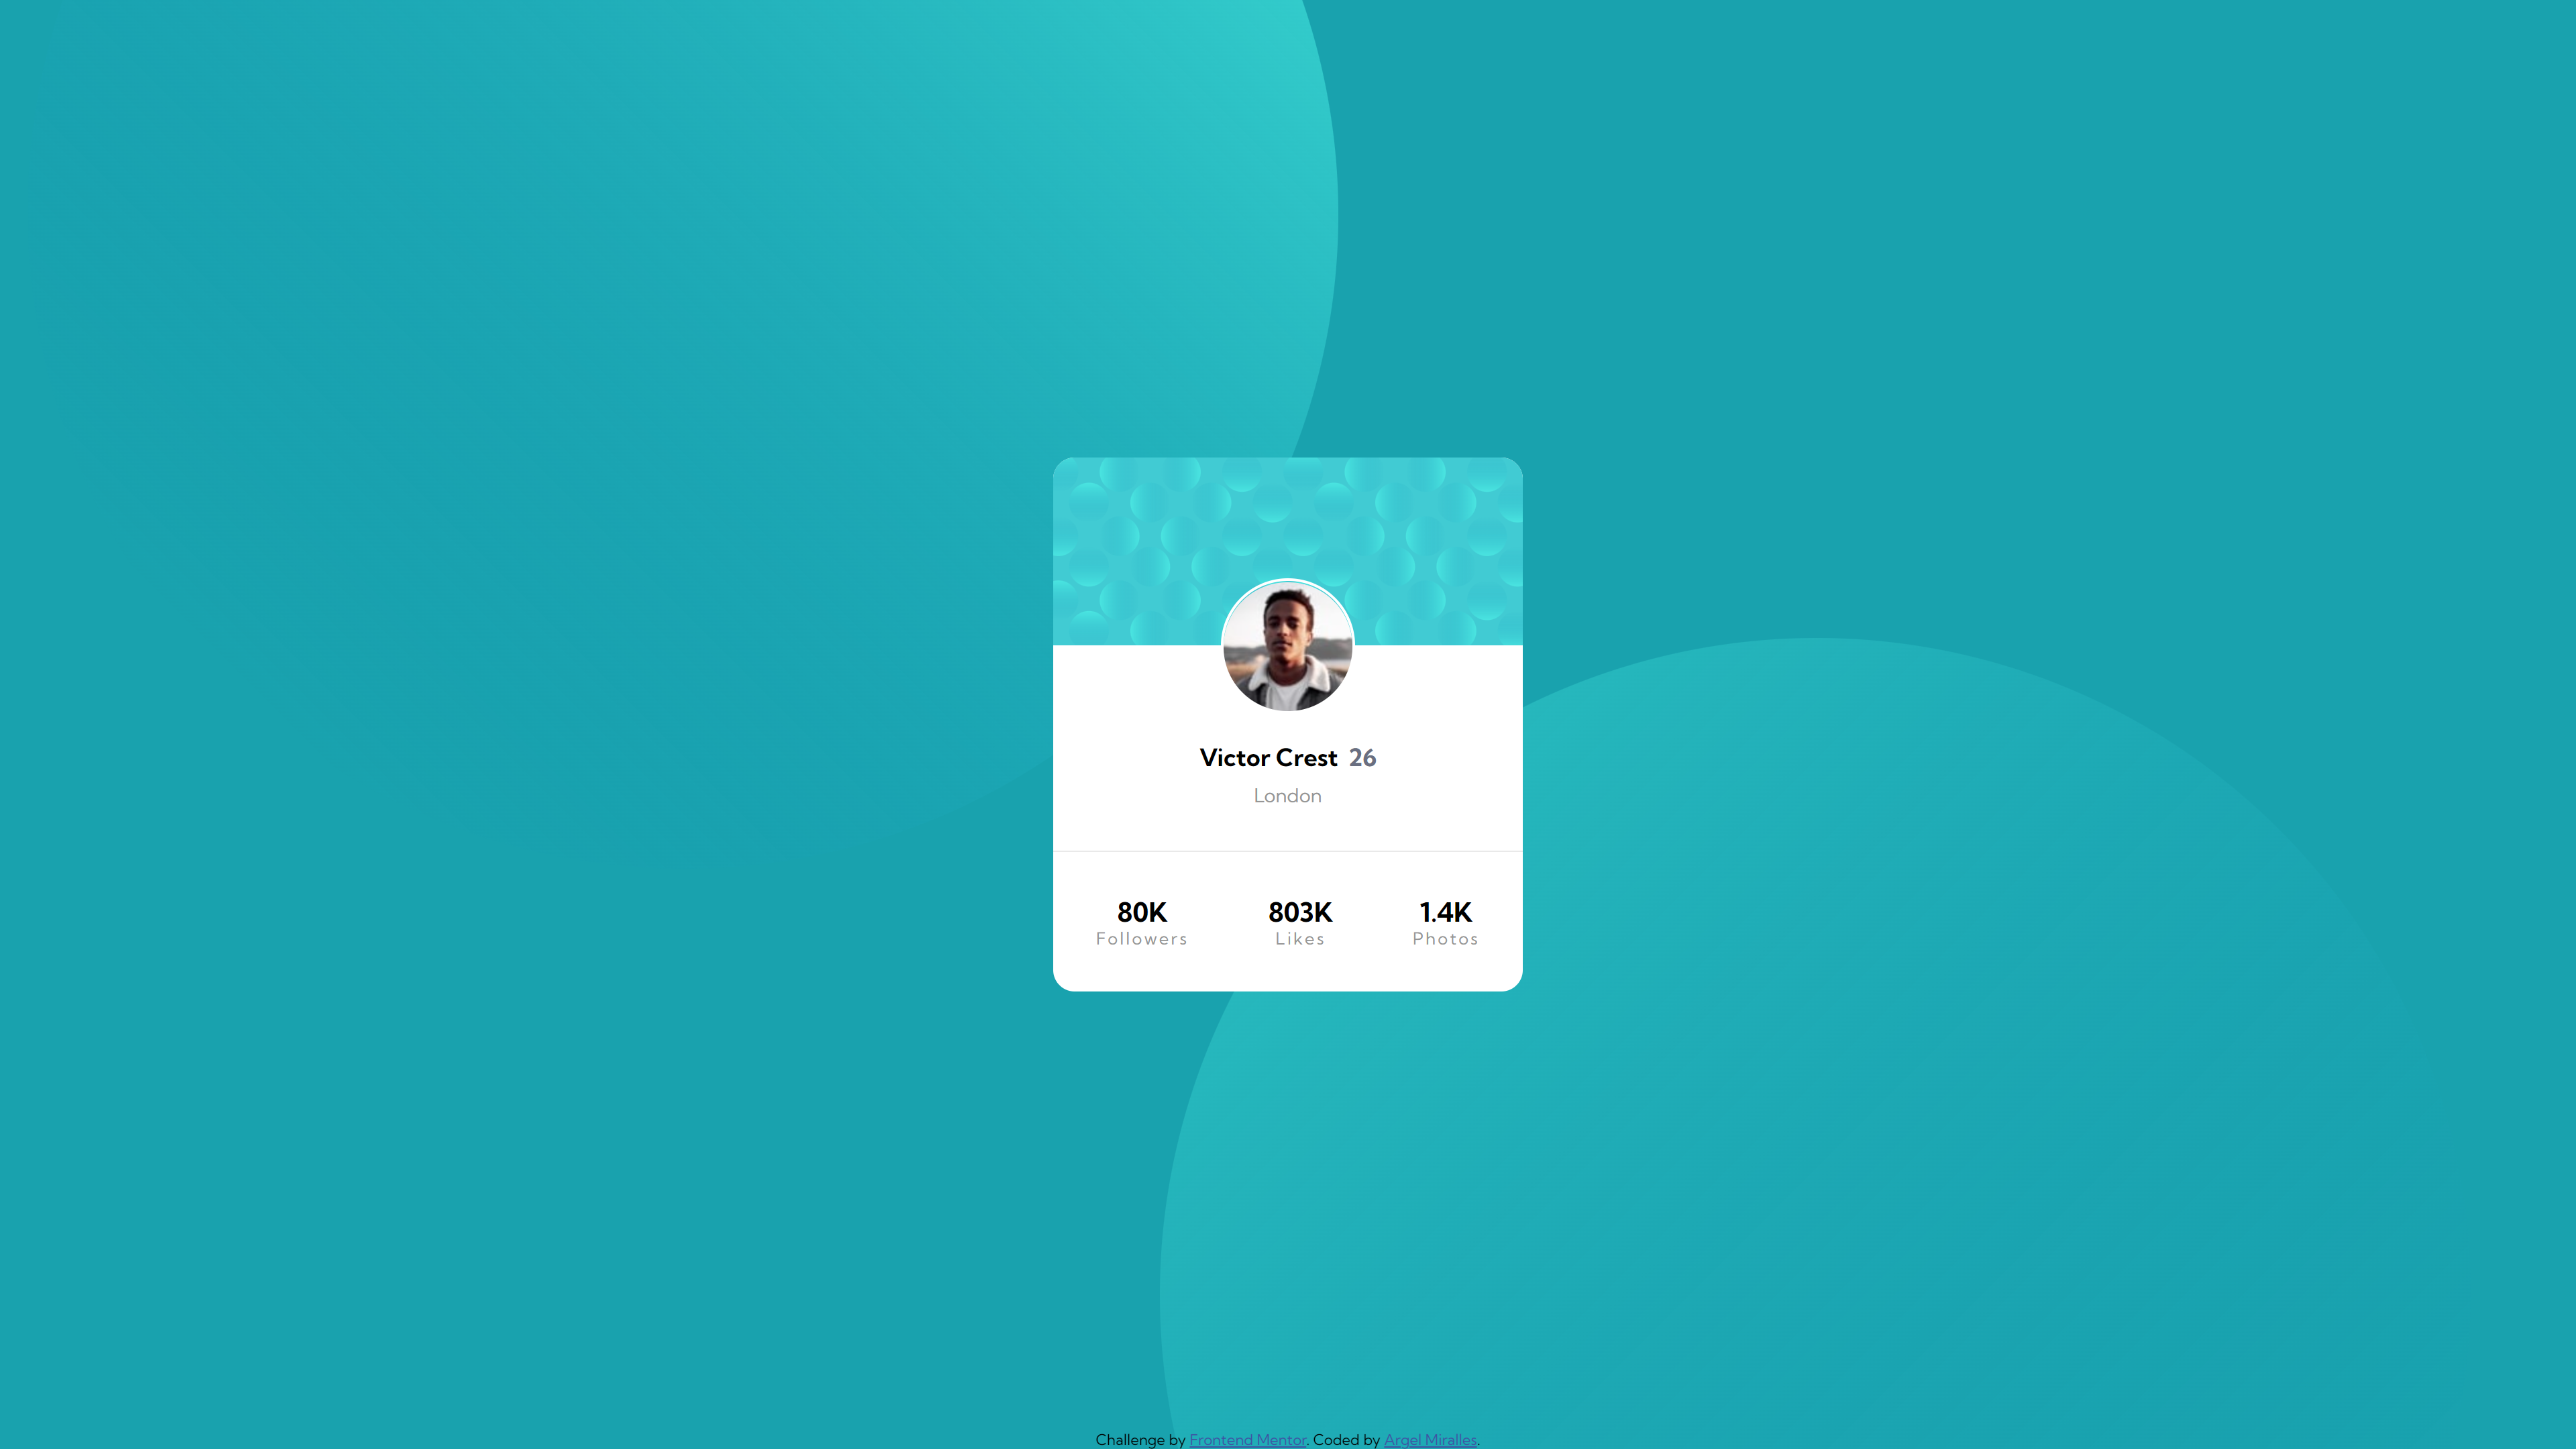 Victor Crest 26
London
80K 803K 1.4K
Followers Likes Photos
Challenge by Frontend Mentor. Coded by Argel Miralles.